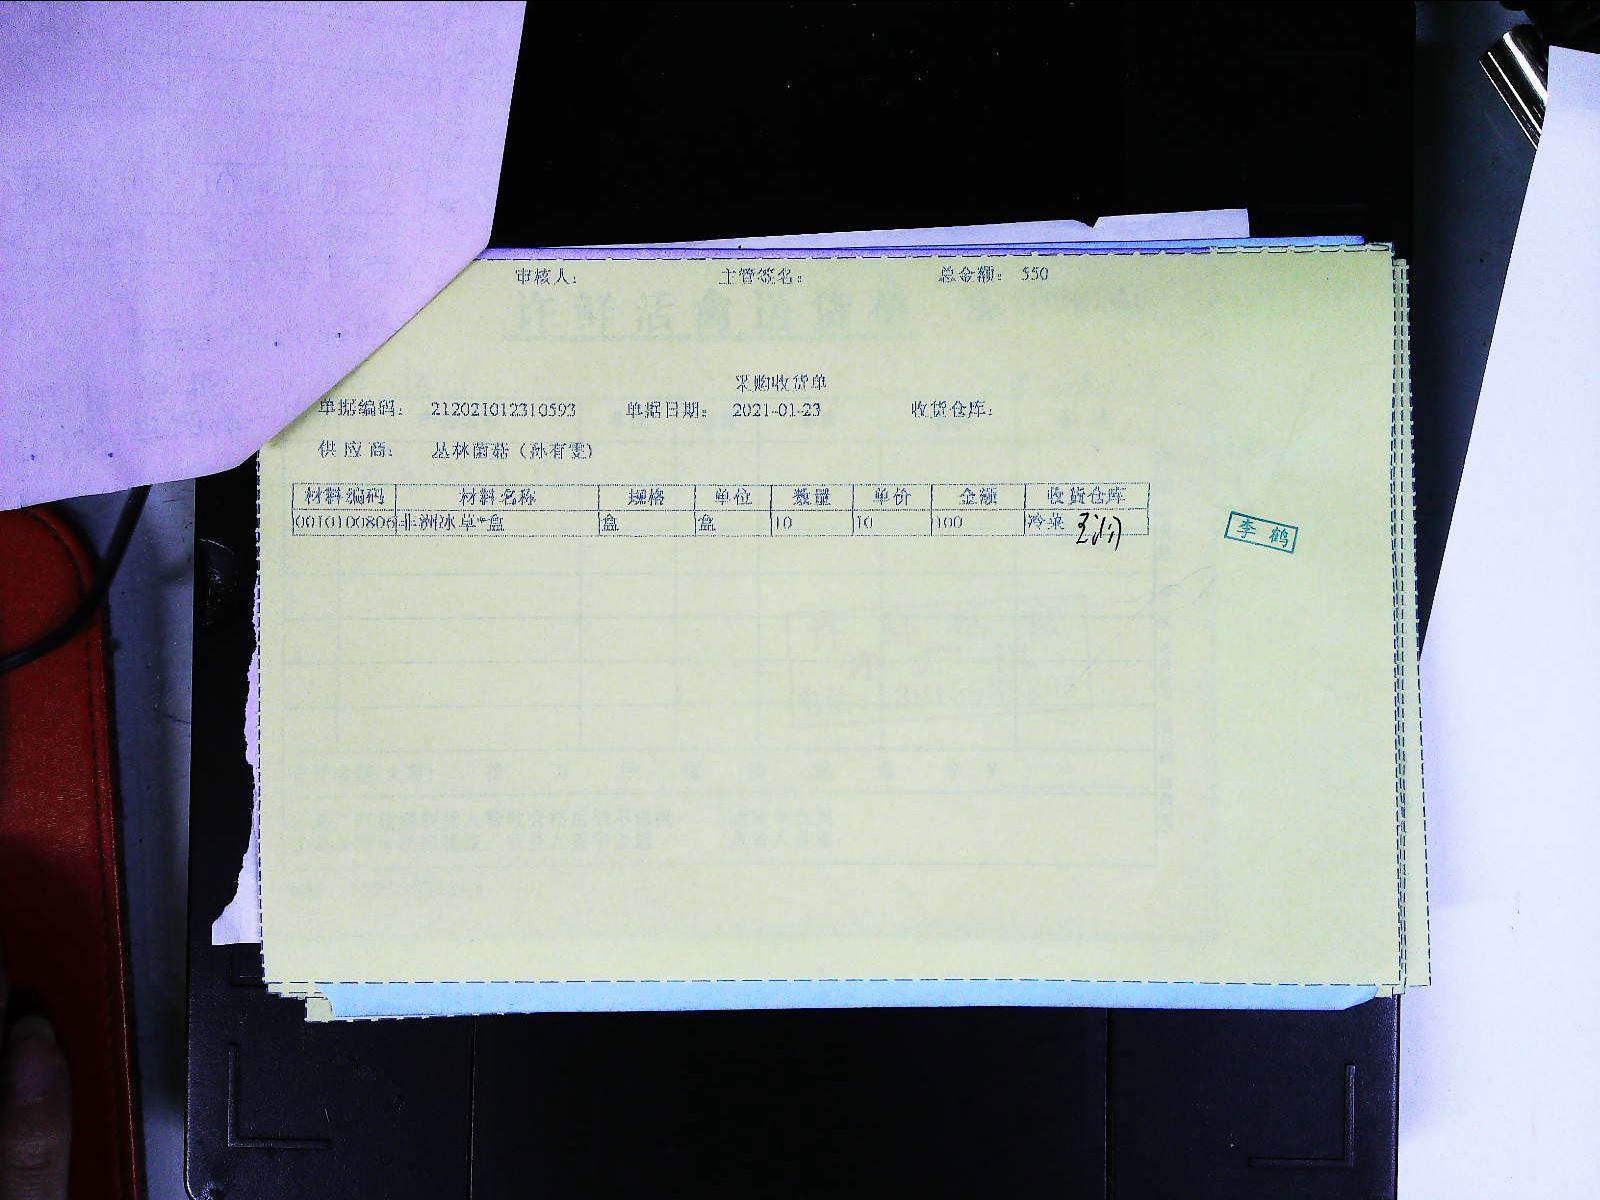 审核人： 主管签名： 总金额： 550
采购收货单
单据编码： 212021012310593 单据日期： 2021-01-23 收货仓库：
供应商： 丛林菌菇（孙有雯）
材料编码 材料名称 规格 单位 数量 单价 金额 收货仓库
0010100806 非洲冰草*盒 盒 盒 10 10 100 冷菜
李鹤